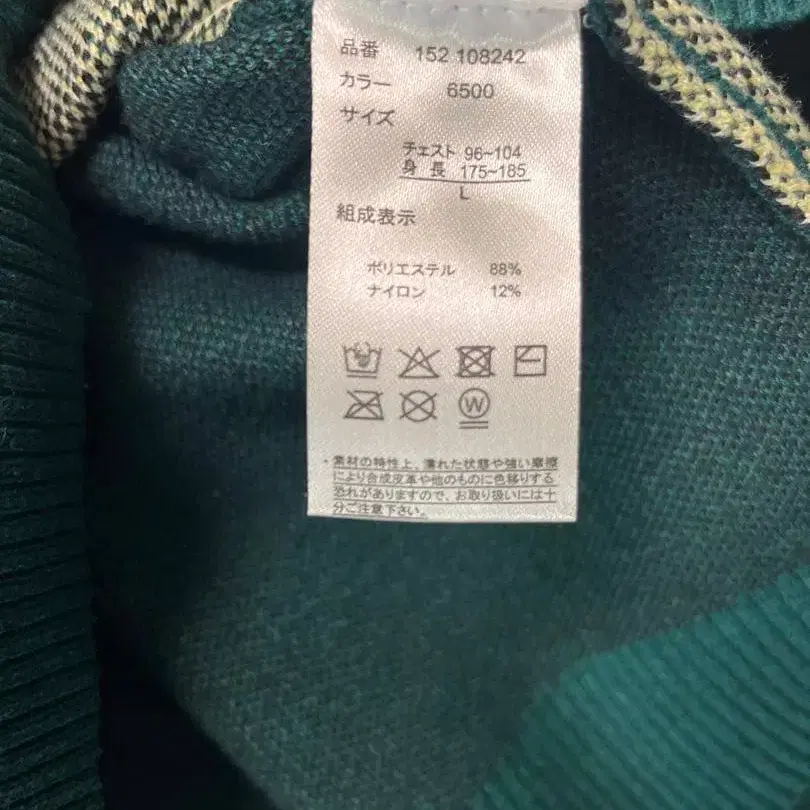 品番 152 108242
カラー 6500
サイズ
チェスト 96~104
身 長 175~185
L
組成表示
ポリエステル 88%
ナイロン 12%
W
・素材の特性上、濡れた状態や強い摩擦
により合成皮革や他のものに色移りする
恐れがありますので、お取り扱いには十
分ご注意下さい。